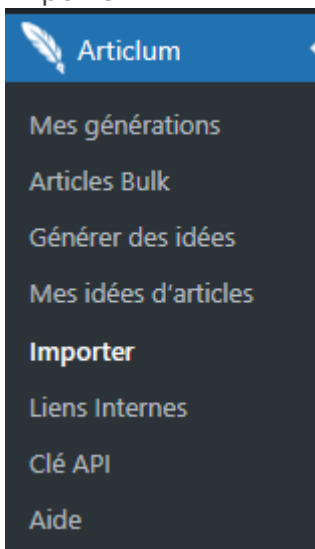 Articlum
Mes générations
Articles Bulk
Générer des idées
Mes idées d'articles
Importer
Liens Internes
Clé API
Aide